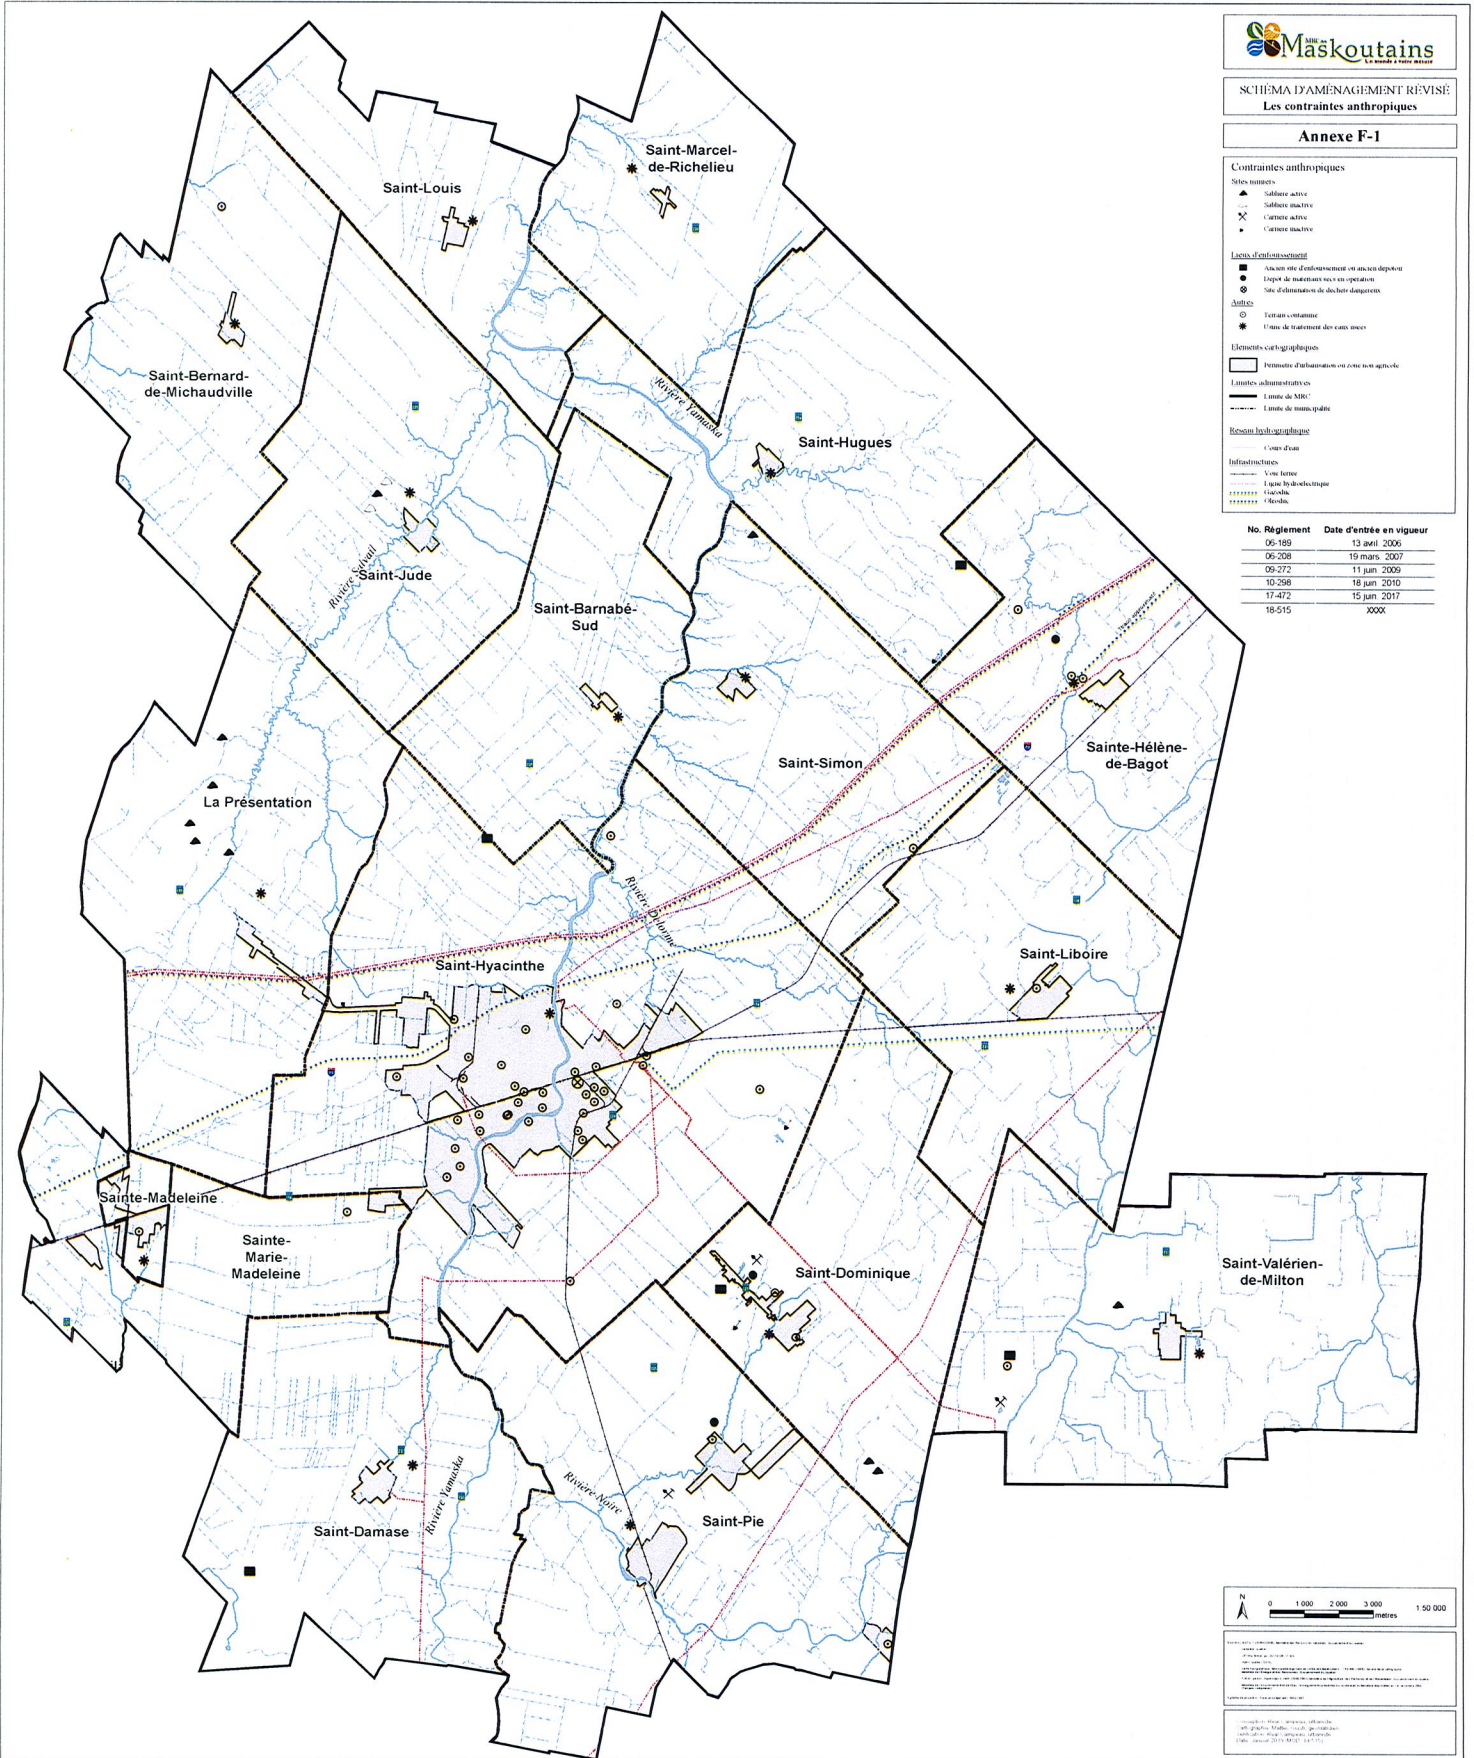 MRC des
Maskoutains
Un monde à votre mesure
SCHÉMA D'AMÉNAGEMENT RÉVISÉ
Les contraintes anthropiques
Annexe F-1
Contraintes anthropiques
Sites miniers
Sablière active
Sablière inactive
Carrière active
Carrière inactive
Lieux d'enfouissement
Ancien site d'enfouissement ou ancien dépotoir
Dépôt de matériaux secs en opération
Site d'élimination de déchets dangereux
Autres
Terrain contaminé
Usine de traitement des eaux usées
Éléments cartographiques
Périmètre d'urbanisation ou zone non agricole
Limites administratives
Limite de MRC
Limite de municipalité
Réseau hydrographique
Cours d'eau
Infrastructures
Voie ferrée
Ligne hydroélectrique
Gazoduc
Oléoduc
No. Règlement Date d'entrée en vigueur
06-189 13 avril 2006
06-208 19 mars 2007
09-272 11 juin 2009
10-298 18 juin 2010
17-472 15 juin 2017
18-515 XXXX
Saint-Marcel-
de-Richelieu
Saint-Louis
Saint-Bernard-
de-Michaudville
Rivière Yamaska
Saint-Hugues
Rivière Salvail
Saint-Jude
Saint-Barnabé-
Sud
Saint-Simon
Sainte-Hélène-
de-Bagot
La Présentation
Rivière Delorme
Saint-Hyacinthe
Saint-Liboire
Sainte-Madeleine
Sainte-
Marie-
Madeleine
Saint-Dominique
Saint-Valérien-
de-Milton
Saint-Damase
Rivière Yamaska
Rivière Noire
Saint-Pie
N
0 1 000 2 000 3 000
mètres
1:50 000